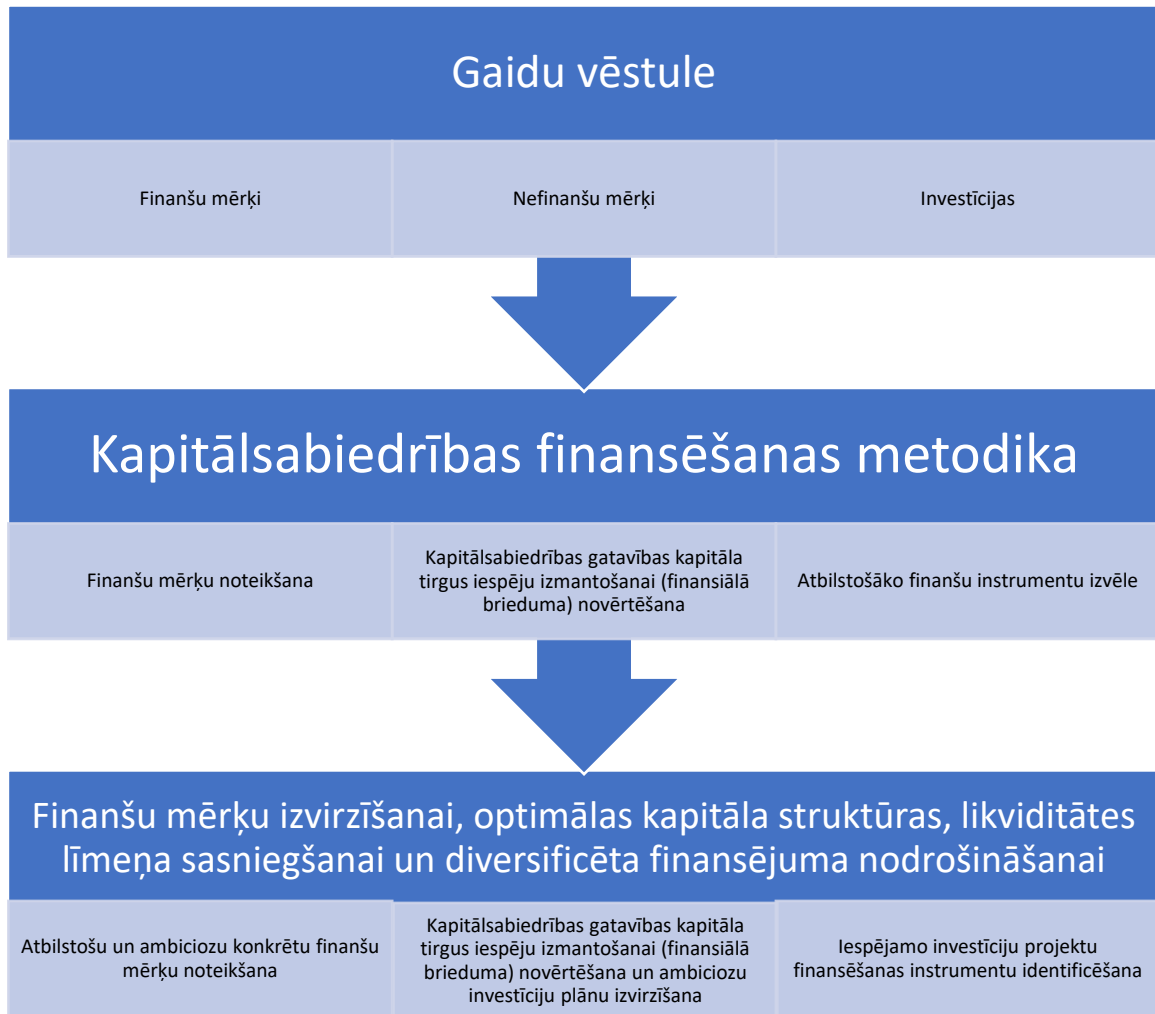 Gaidu vēstule
Finanšu mērķi
Nefinanšu mērķi
Investīcijas
Kapitālsabiedrības finansēšanas metodika
Finanšu mērķu noteikšana
Kapitālsabiedrības gatavības kapitāla
tirgus iespēju izmantošanai (finansiālā
brieduma) novērtēšana
Atbilstošāko finanšu instrumentu izvēle
Finanšu mērķu izvirzīšanai, optimālas kapitāla struktūras, likviditātes
līmeņa sasniegšanai un diversificēta finansējuma nodrošināšanai
Atbilstošu un ambiciozu konkrētu finanšu
mērķu noteikšana
Kapitālsabiedrības gatavības kapitāla
tirgus iespēju izmantošanai (finansiālā
brieduma) novērtēšana un ambiciozu
investīciju plānu izvirzīšana
Iespējamo investīciju projektu
finansēšanas instrumentu identificēšana